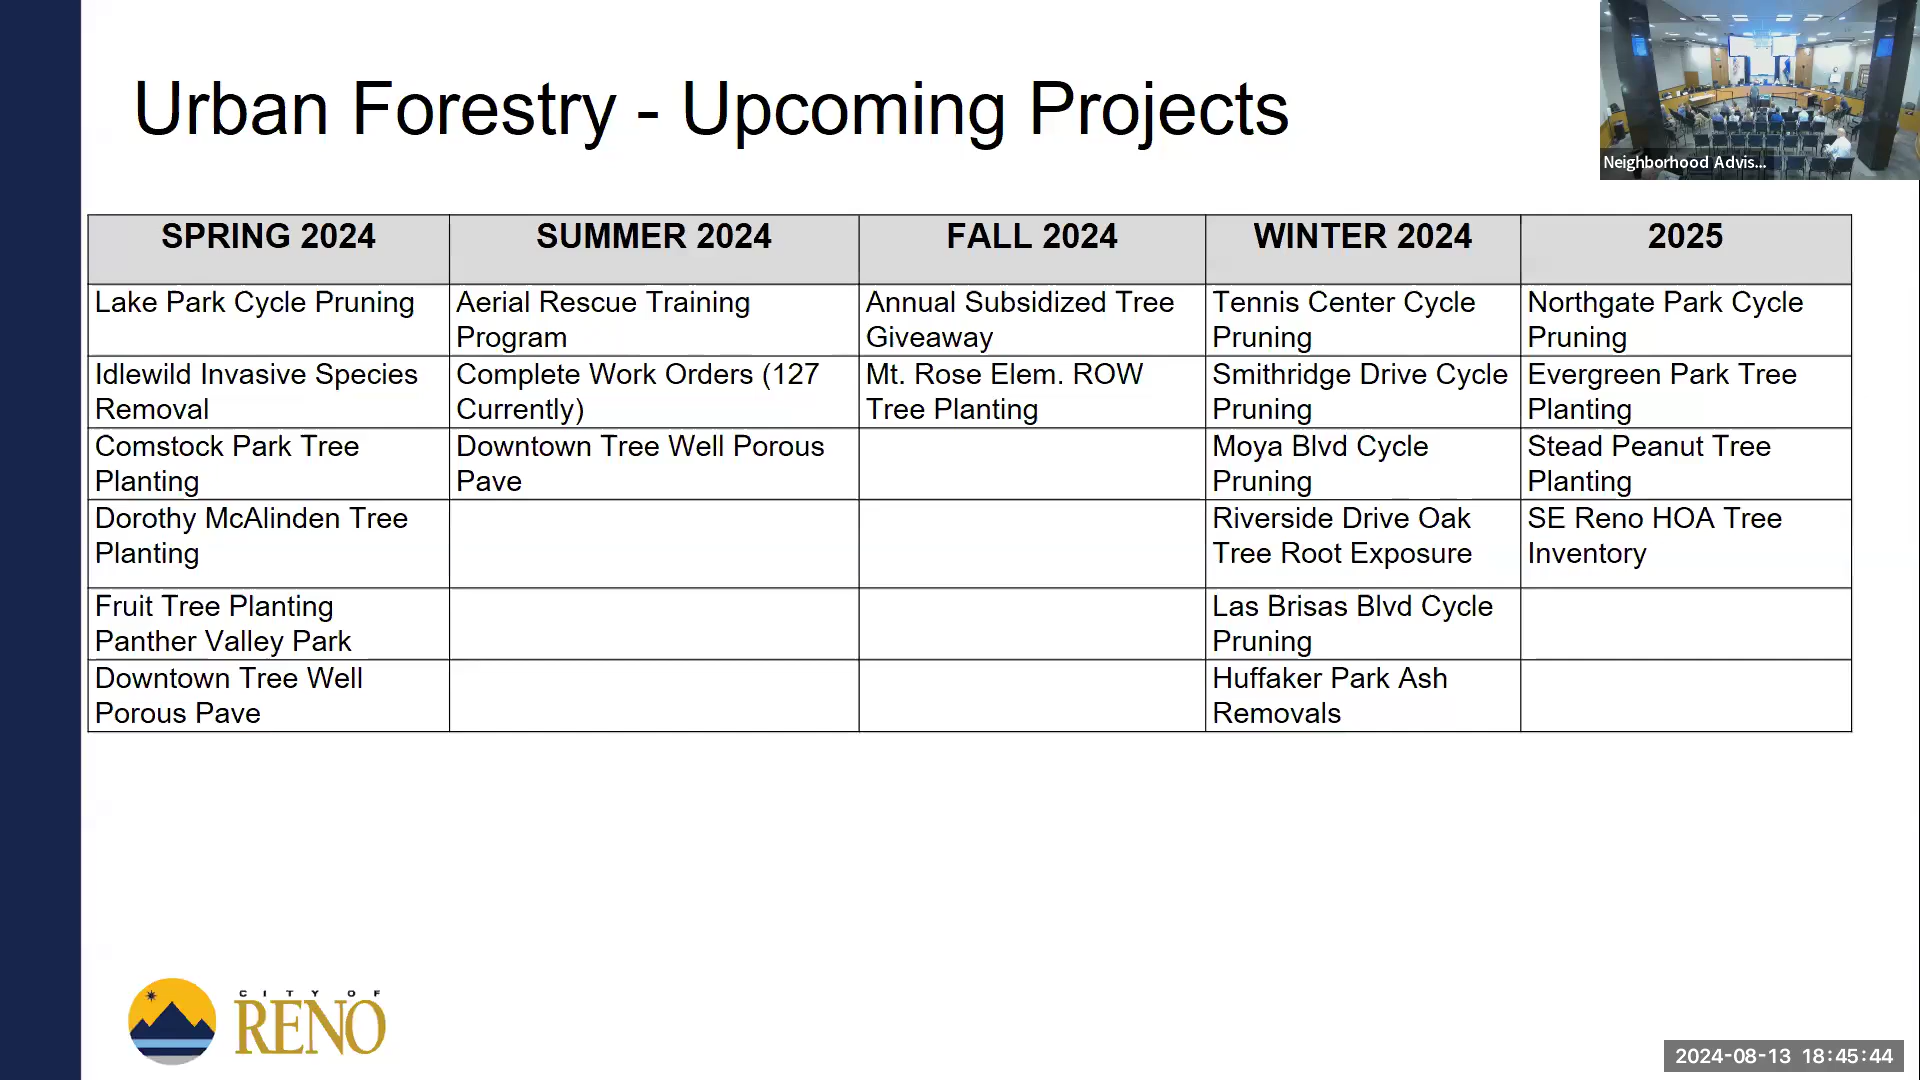 Urban Forestry - Upcoming Projects
Neighborhood Advis...
SPRING 2024
SUMMER 2024
FALL 2024
WINTER 2024
2025
Lake Park Cycle Pruning
Aerial Rescue Training
Program
Annual Subsidized Tree
Giveaway
Tennis Center Cycle
Pruning
Northgate Park Cycle
Pruning
Idlewild Invasive Species
Removal
Complete Work Orders (127
Currently)
Mt. Rose Elem. ROW
Tree Planting
Smithridge Drive Cycle
Pruning
Evergreen Park Tree
Planting
Comstock Park Tree
Planting
Downtown Tree Well Porous
Pave
Moya Blvd Cycle
Pruning
Stead Peanut Tree
Planting
Dorothy McAlinden Tree
Planting
Riverside Drive Oak
Tree Root Exposure
SE Reno HOA Tree
Inventory
Fruit Tree Planting
Panther Valley Park
Las Brisas Blvd Cycle
Pruning
Downtown Tree Well
Porous Pave
Huffaker Park Ash
Removals
CITY OF
RENO
2024-08-13 18:45:44